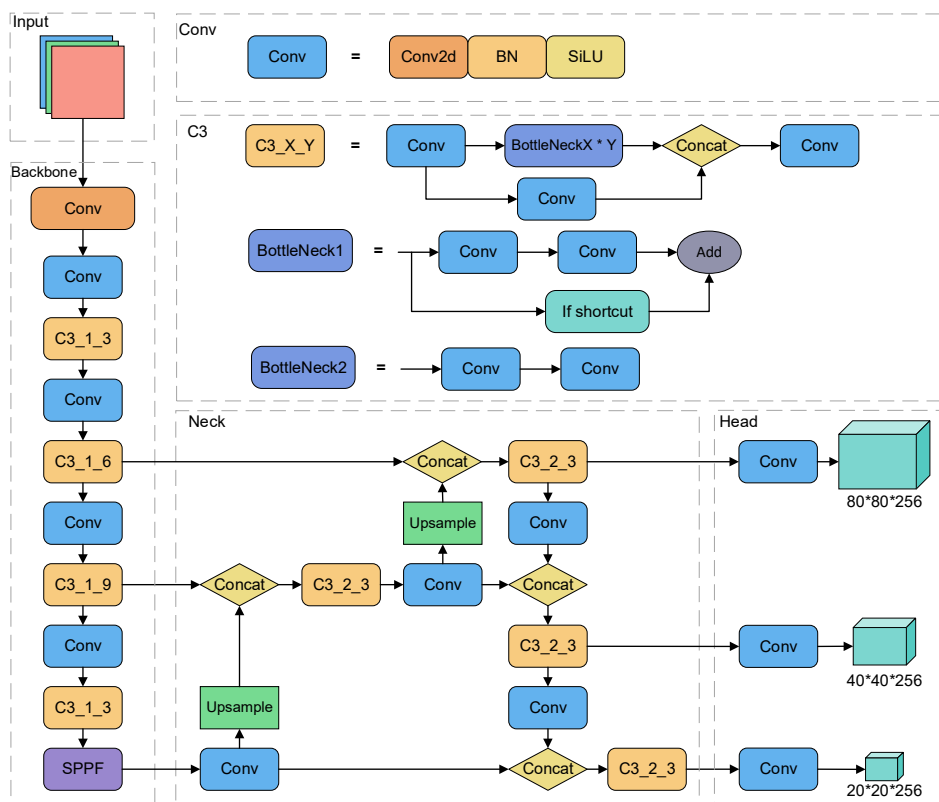 Input
Conv
Conv = Conv2d BN SiLU
C3
C3_X_Y = Conv BottleNeckX * Y Concat Conv
Conv
BottleNeck1 = Conv Conv Add
If shortcut
BottleNeck2 = Conv Conv
Backbone
Conv
Conv
C3_1_3
Conv
C3_1_6
Conv
C3_1_9
Conv
C3_1_3
SPPF
Neck
Concat C3_2_3
Upsample Conv
Concat C3_2_3 Conv Concat
C3_2_3
Upsample Conv
Conv Concat C3_2_3
Head
Conv
80*80*256
Conv
40*40*256
Conv
20*20*256